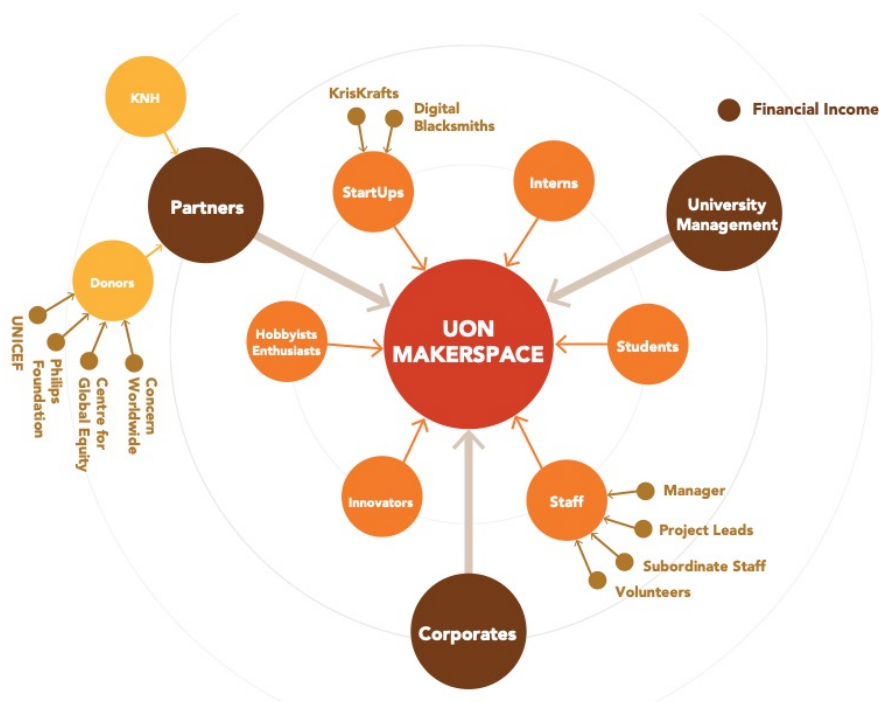 KNH
KrisKrafts
Digital
Blacksmiths
Financial Income
StartUps
Interns
Partners
University
Management
Donors
UNICEF
Philips
Foundation
Centre for
Global Equity
Concern
Worldwide
Hobbyists
Enthusiasts
UON
MAKERSPACE
Students
Innovators
Staff
Manager
Project Leads
Subordinate Staff
Volunteers
Corporates